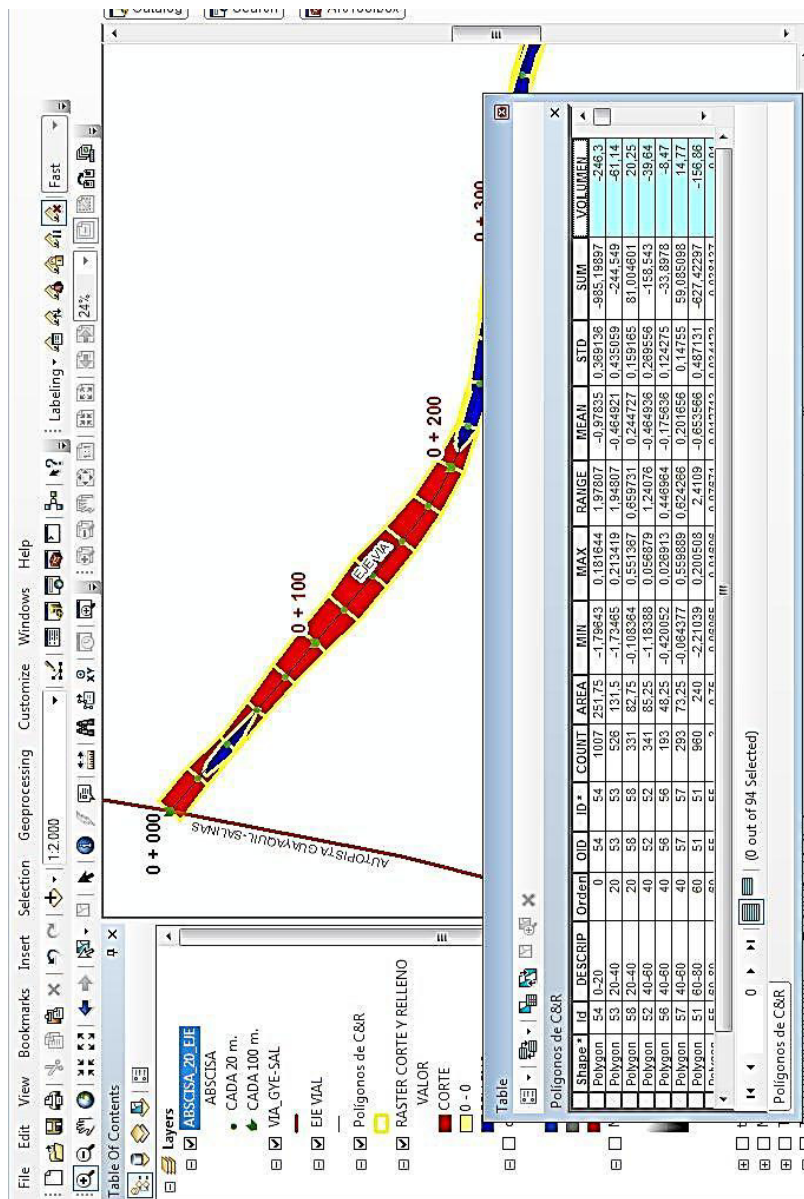 File Edit View Bookmarks Insert Selection Geoprocessing Customize Windows Help
1:2.000
Labeling Fast
24%
Catalog Search ArcToolbox
Table Of Contents
Layers
ABSCISA_20_EJE
ABSCISA
CADA 20 m.
CADA 100 m.
VIA_GYE-SAL
EJE VIAL
Polígonos de C&R
RASTER CORTE Y RELLENO
VALOR
CORTE
0 - 0
0 + 000
0 + 100
0 + 200
0 + 300
EJE VIA
AUTOPISTA GUAYAQUIL-SALINAS
Table
Polígonos de C&R
Shape * Id DESCRIP Orden OID ID * COUNT AREA MIN MAX RANGE MEAN STD SUM VOLUMEN
Polygon 54 0-20 0 54 54 1007 251,75 -1,79643 0,181644 1,97807 -0,97835 0,369136 -985,19897 -246,3
Polygon 53 20-40 20 53 53 526 131,5 -1,73465 0,213419 1,94807 -0,464921 0,435059 -244,549 -61,14
Polygon 58 20-40 20 58 58 331 82,75 -0,108364 0,551367 0,659731 0,244727 0,159165 81,004601 20,25
Polygon 52 40-60 40 52 52 341 85,25 -1,18388 0,056879 1,24076 -0,464936 0,269556 -158,543 -39,64
Polygon 56 40-60 40 56 56 193 48,25 -0,420052 0,026913 0,446964 -0,175636 0,124275 -33,8978 -8,47
Polygon 57 40-60 40 57 57 293 73,25 -0,064377 0,559889 0,624266 0,201656 0,14755 59,085098 14,77
Polygon 51 60-80 60 51 51 960 240 -2,21039 0,200508 2,4109 -0,653566 0,487131 -627,42297 -156,86
0 (0 out of 94 Selected)
Polígonos de C&R